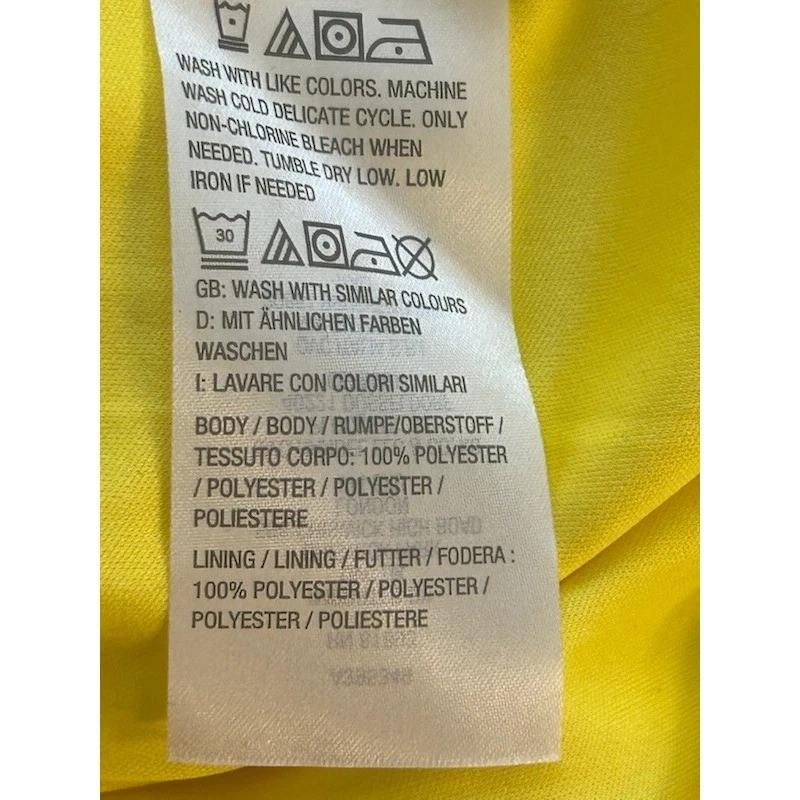 WASH WITH LIKE COLORS. MACHINE
WASH COLD DELICATE CYCLE. ONLY
NON-CHLORINE BLEACH WHEN
NEEDED. TUMBLE DRY LOW. LOW
IRON IF NEEDED
30
GB: WASH WITH SIMILAR COLOURS
D: MIT ÄHNLICHEN FARBEN
WASCHEN
I: LAVARE CON COLORI SIMILARI
BODY / BODY / RUMPF/OBERSTOFF /
TESSUTO CORPO: 100% POLYESTER
/ POLYESTER / POLYESTER /
POLIESTERE
LINING / LINING / FUTTER / FODERA :
100% POLYESTER / POLYESTER /
POLYESTER / POLIESTERE